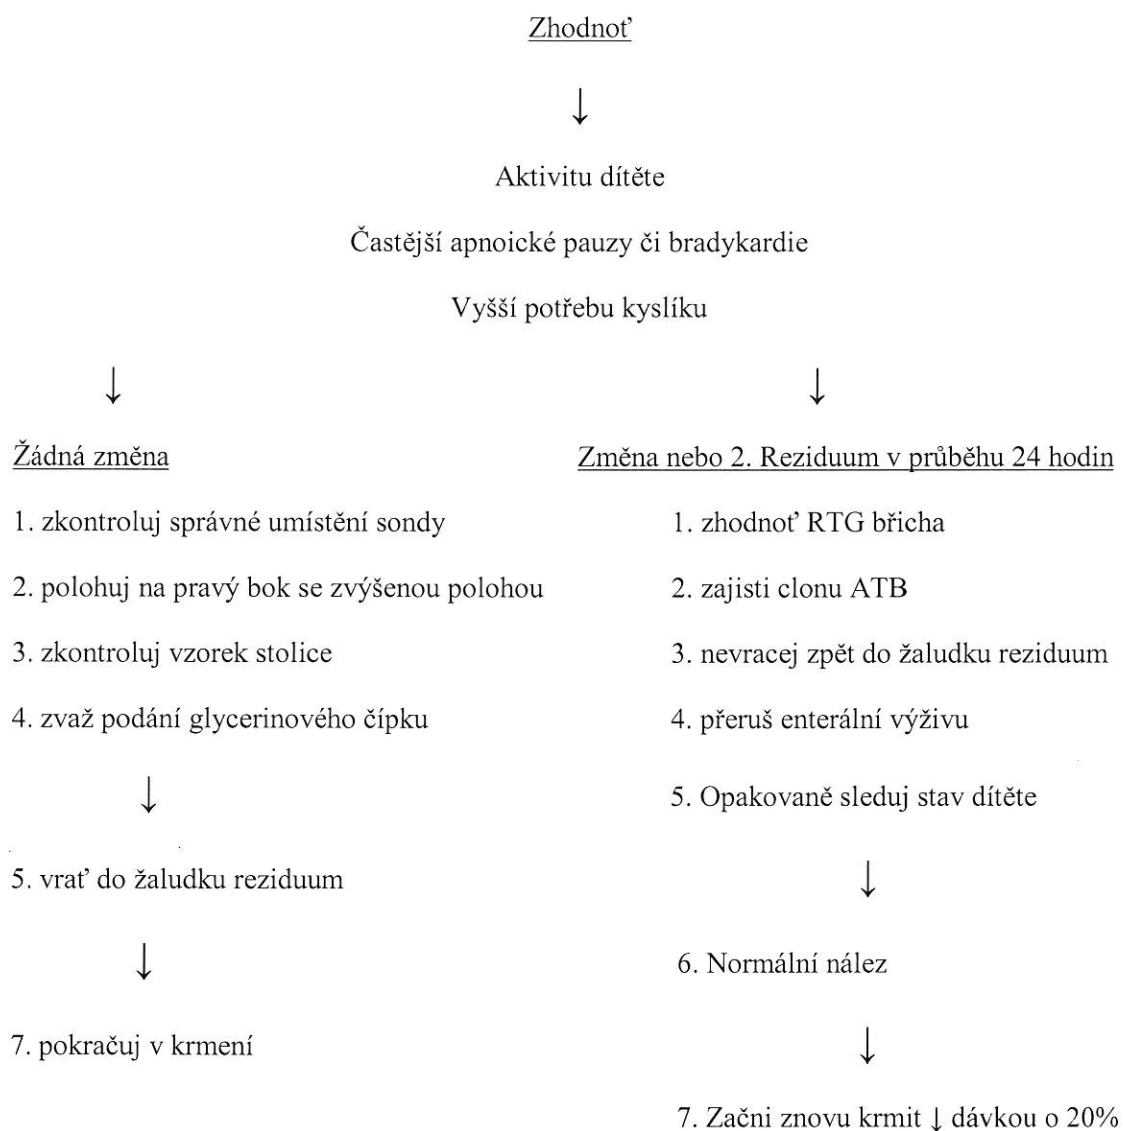 Zhodnoť
↓
Aktivitu dítěte
Častější apnoické pauzy či bradykardie
Vyšší potřebu kyslíku
↓
↓
Žádná změna
1. zkontroluj správné umístění sondy
2. polohuj na pravý bok se zvýšenou polohou
3. zkontroluj vzorek stolice
4. zvaž podání glycerinového čípku
↓
5. vrať do žaludku reziduum
↓
7. pokračuj v krmení
Změna nebo 2. Reziduum v průběhu 24 hodin
1. zhodnoť RTG břicha
2. zajisti clonu ATB
3. nevracej zpět do žaludku reziduum
4. přeruš enterální výživu
5. Opakovaně sleduj stav dítěte
↓
6. Normální nález
↓
7. Začni znovu krmit ↓ dávkou o 20%